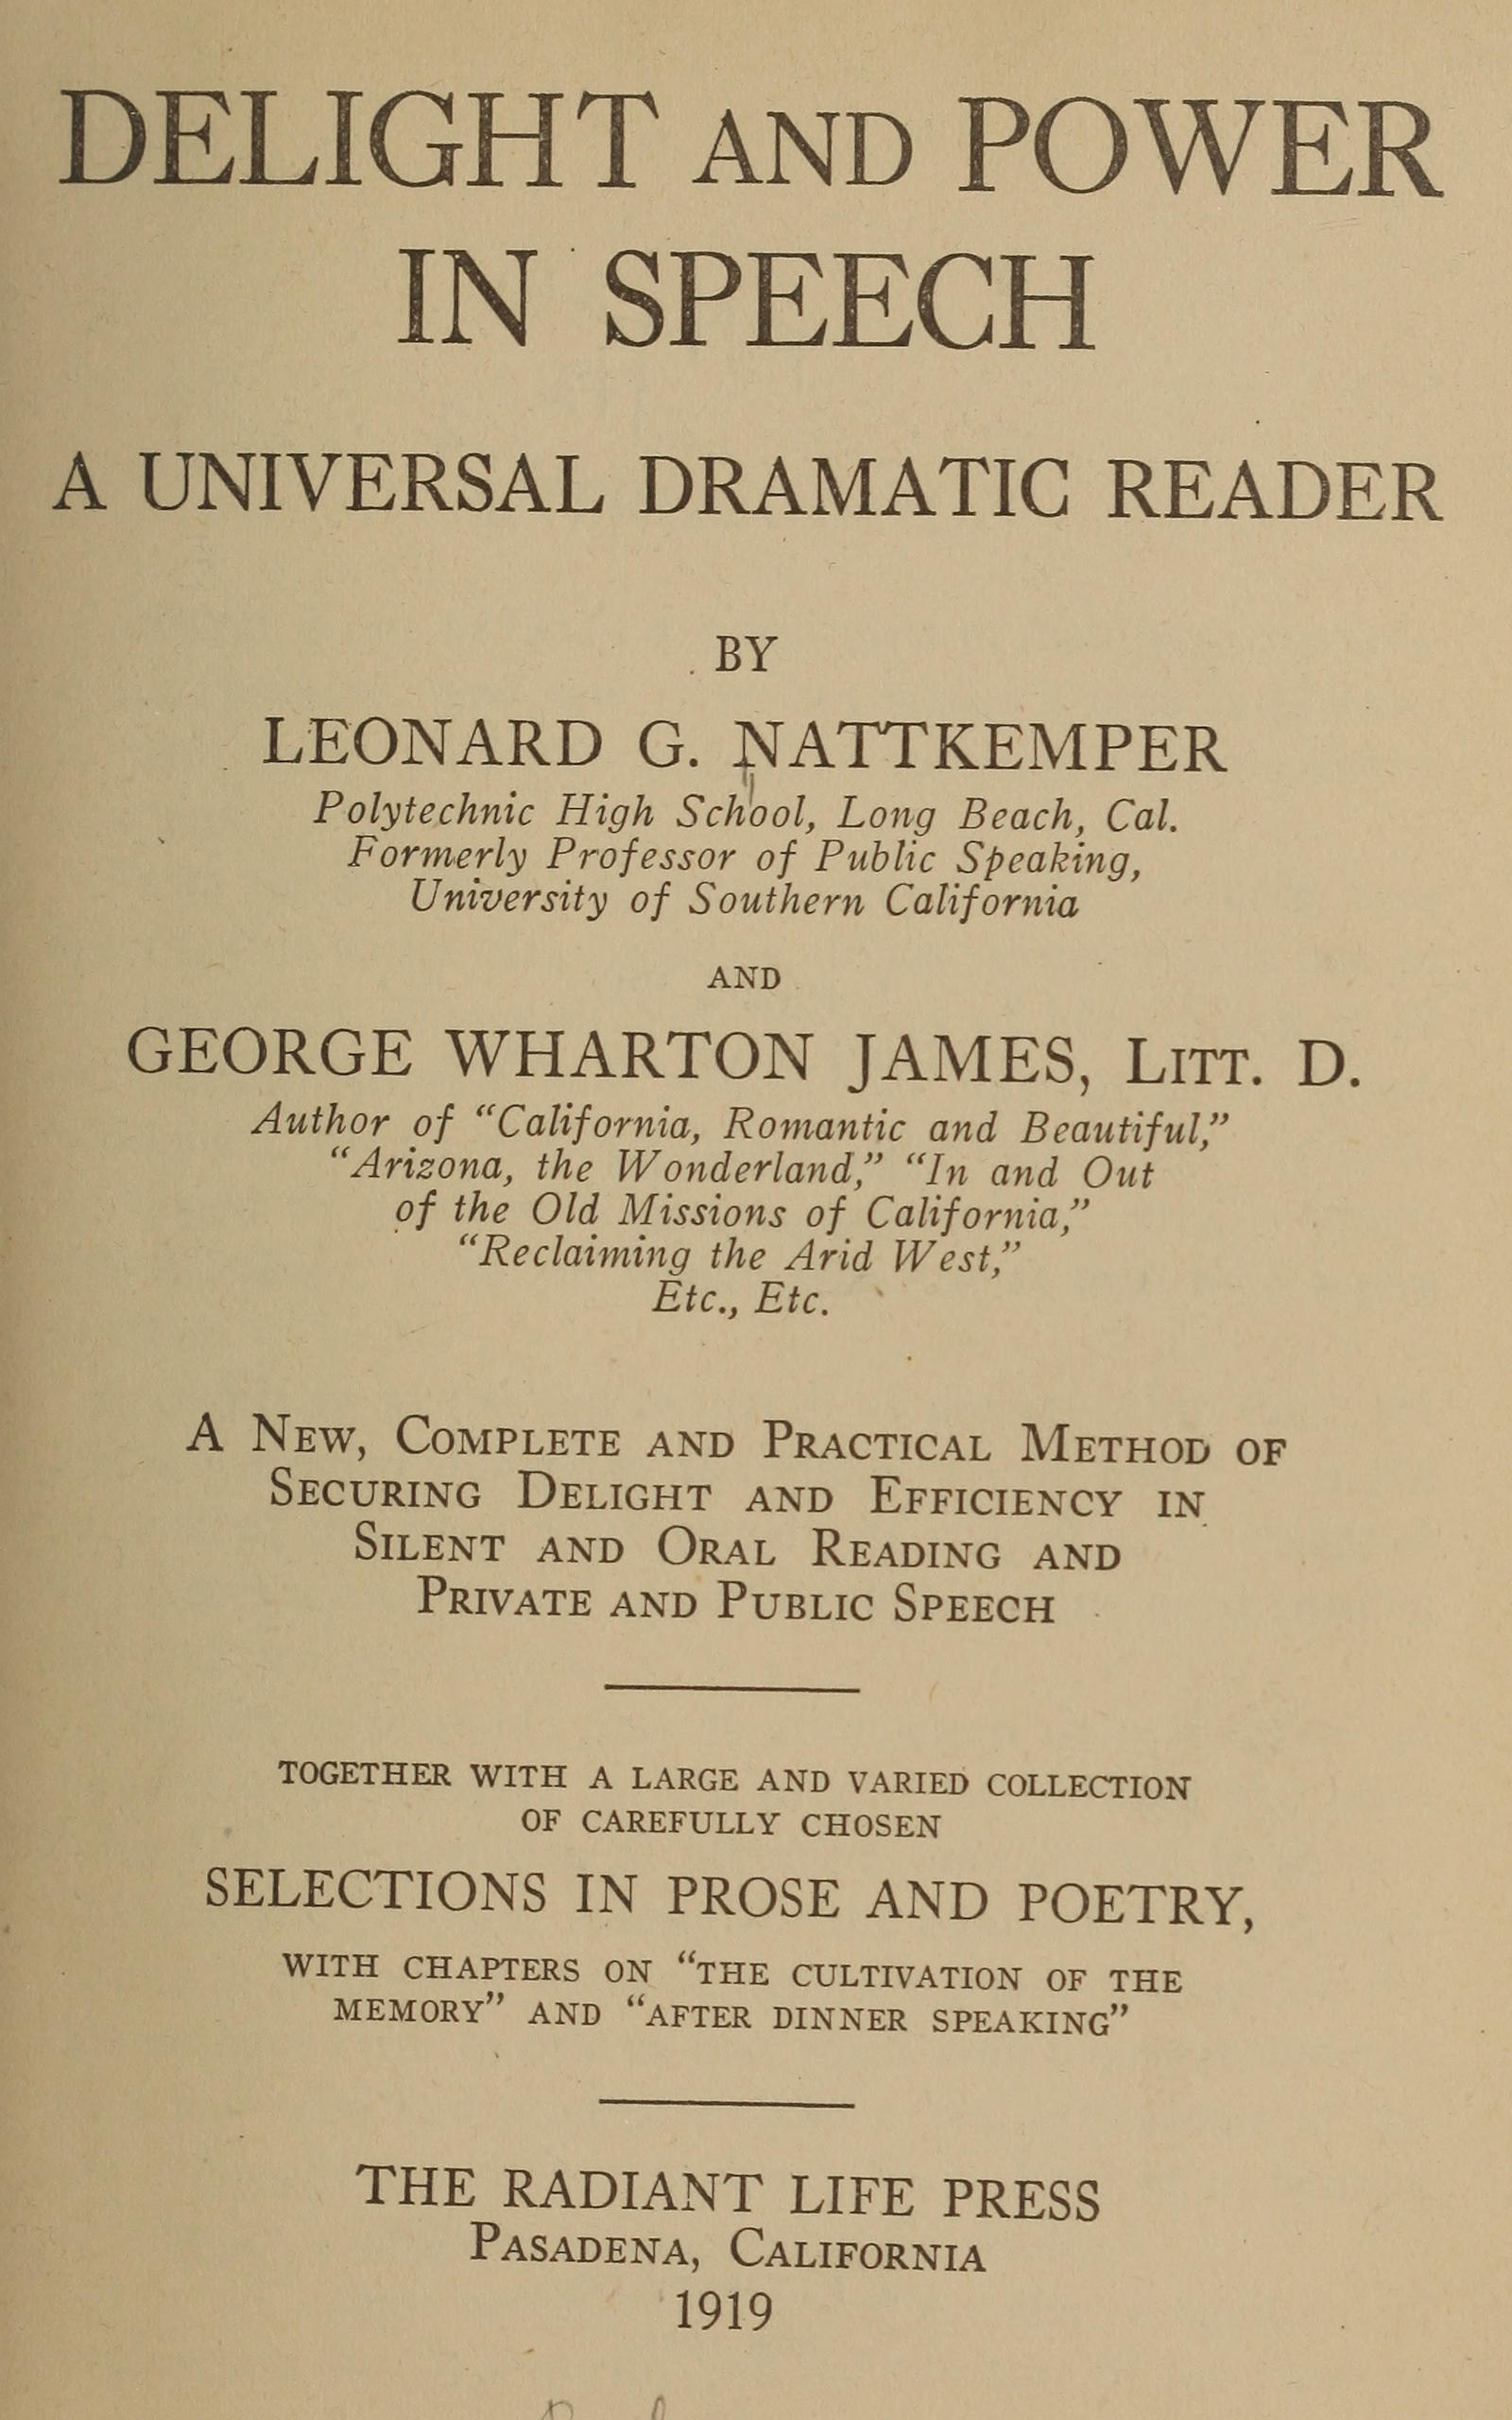 DELIGHT AND POWER
IN SPEECH
A UNIVERSAL DRAMATIC READER
BY
LEONARD G. NATTKEMPER
Polytechnic High School, Long Beach, Cal.
Formerly Professor of Public Speaking,
University of Southern California
AND
GEORGE WHARTON JAMES, LITT. D.
Author of “California, Romantic and Beautiful,”
“Arizona, the Wonderland,” “In and Out
of the Old Missions of California,”
“Reclaiming the Arid West,”
Etc., Etc.
A NEW, COMPLETE AND PRACTICAL METHOD OF
SECURING DELIGHT AND EFFICIENCY IN
SILENT AND ORAL READING AND
PRIVATE AND PUBLIC SPEECH
TOGETHER WITH A LARGE AND VARIED COLLECTION
OF CAREFULLY CHOSEN
SELECTIONS IN PROSE AND POETRY,
WITH CHAPTERS ON “THE CULTIVATION OF THE
MEMORY” AND “AFTER DINNER SPEAKING”
THE RADIANT LIFE PRESS
PASADENA, CALIFORNIA
1919